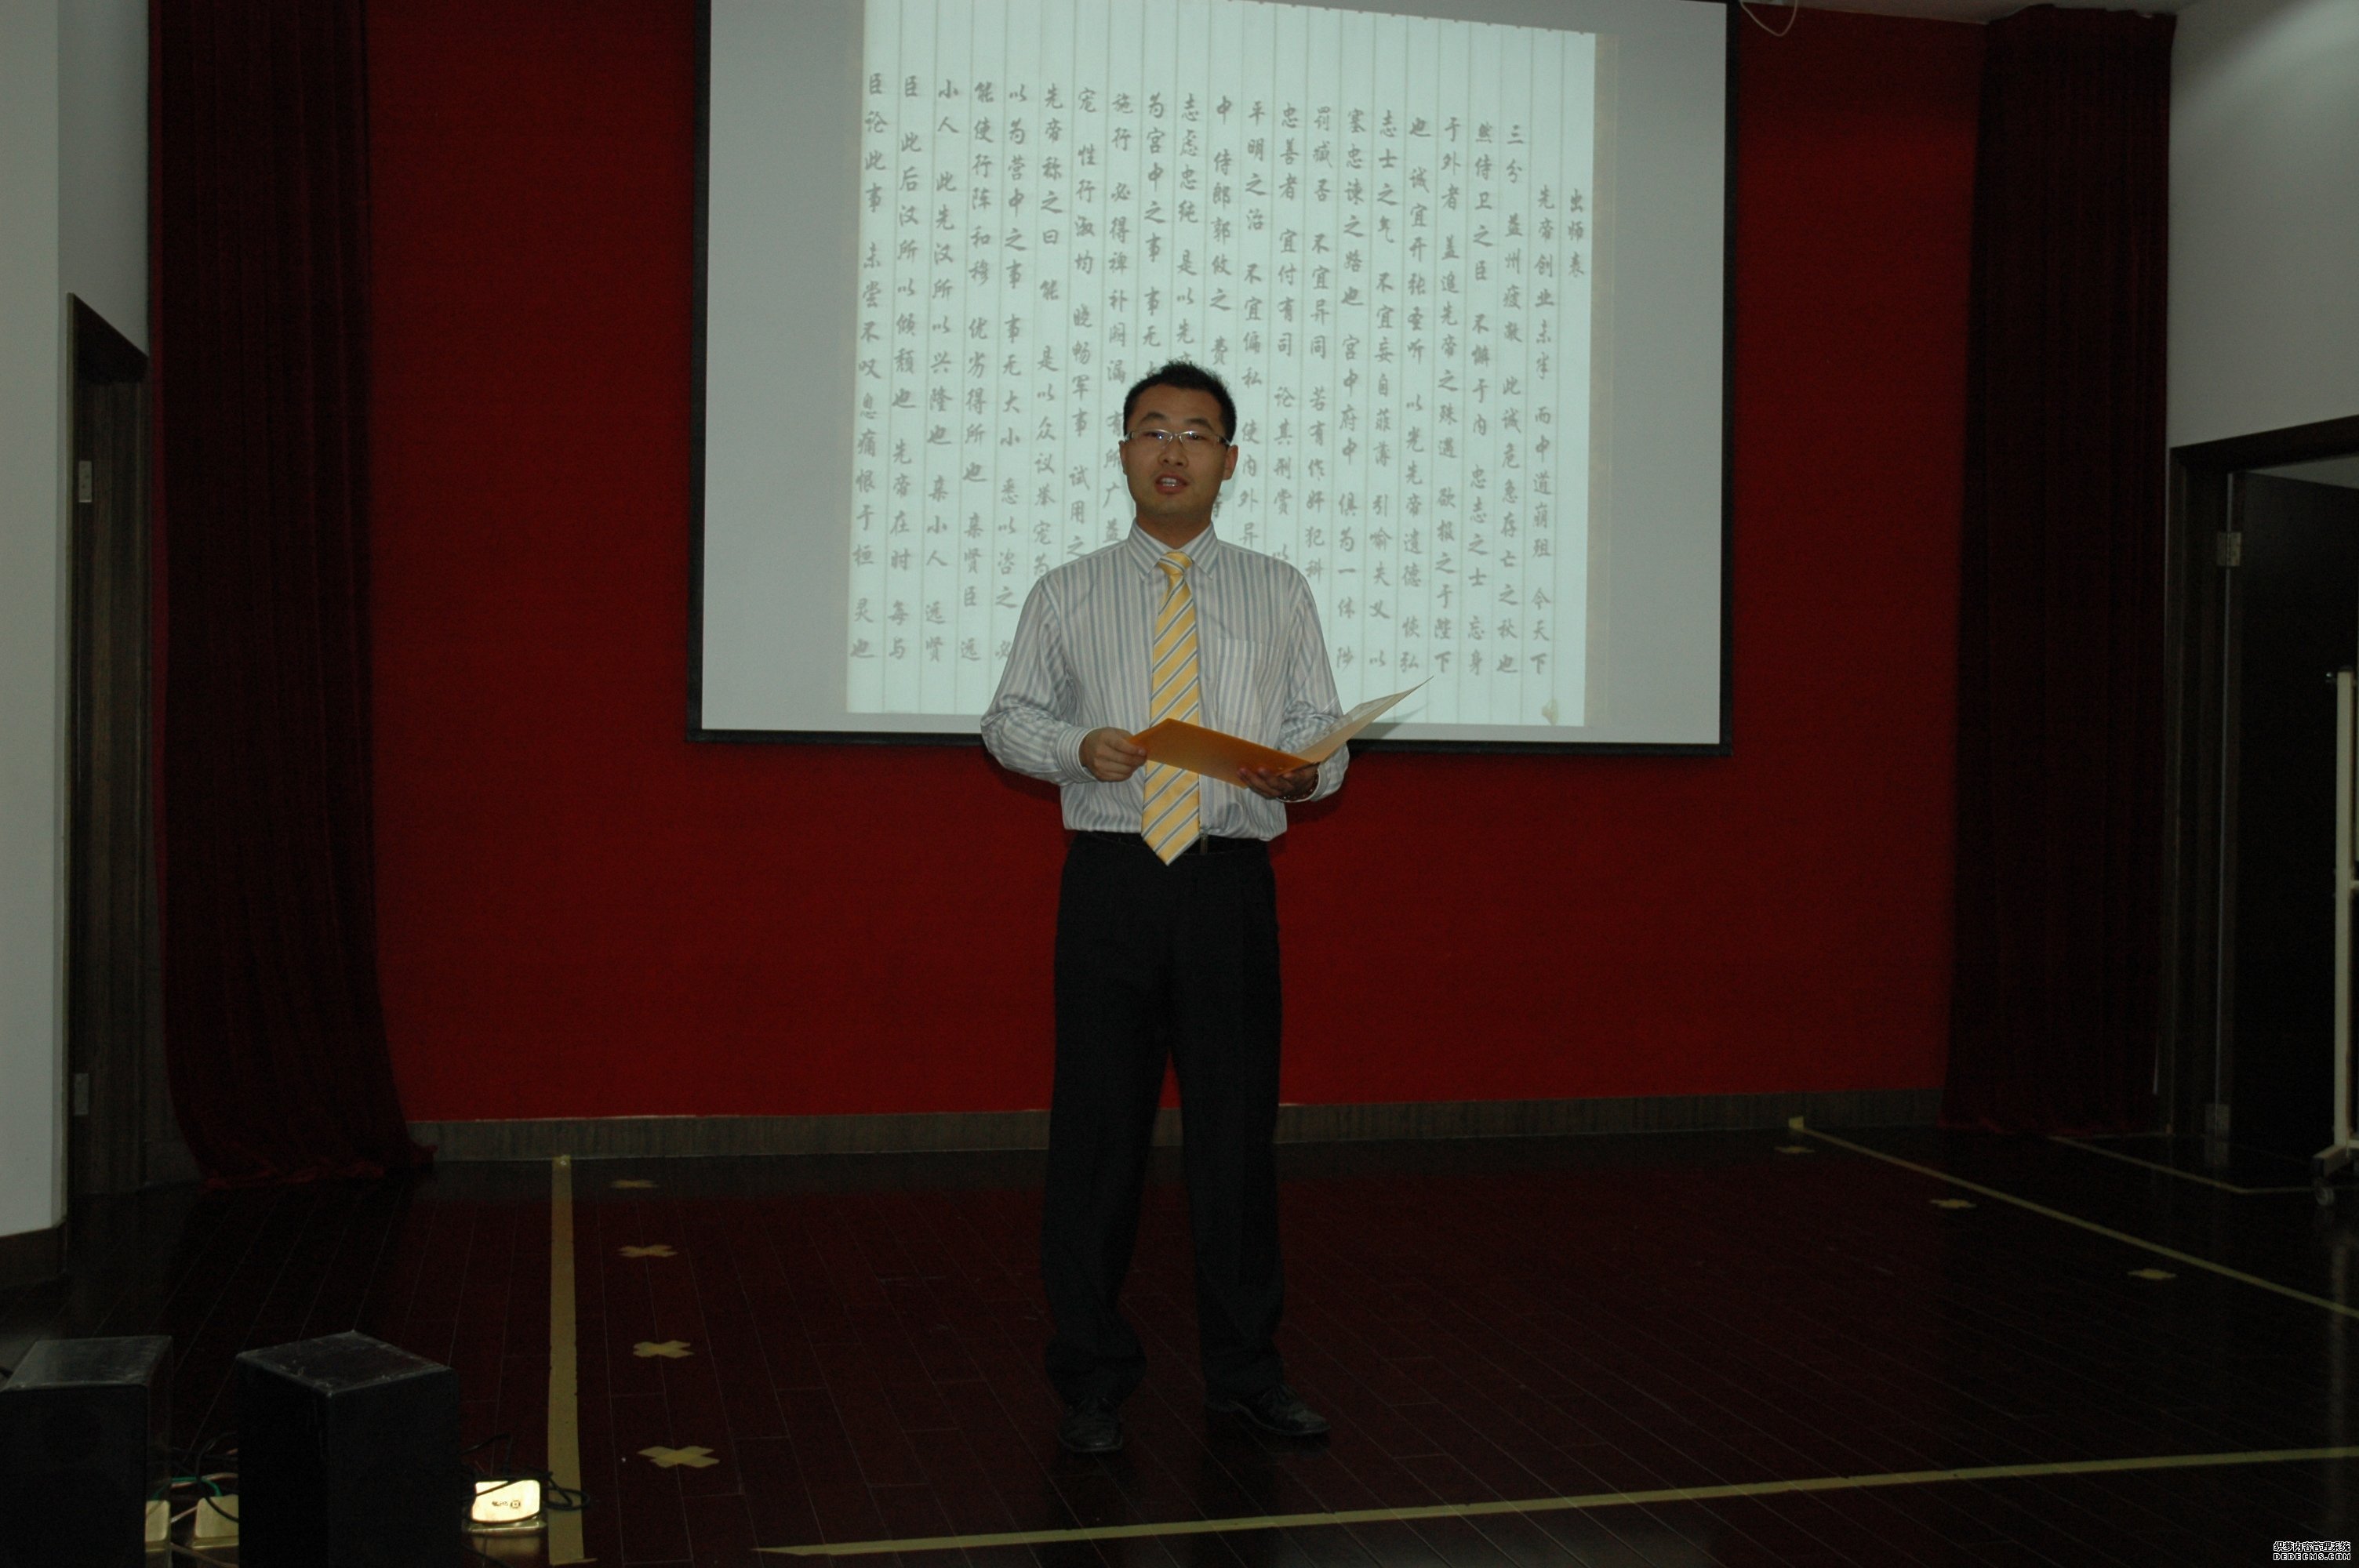 出师表
先帝创业未半 而中道崩殂 今天下
三分 益州疲敝 此诚危急存亡之秋也
然侍卫之臣 不懈于内 忠志之士 忘身
于外者 盖追先帝之殊遇 欲报之于陛下
也 诚宜开张圣听 以光先帝遗德 恢弘
志士之气 不宜妄自菲薄 引喻失义 以
塞忠谏之路也 宫中府中 俱为一体 陟
罚臧否 不宜异同 若有作奸犯科
忠善者 宜付有司 论其刑赏 以
平明之治 不宜偏私 使内外异
中 侍郎郭攸之 费
志虑忠纯 是以先
为宫中之事 事无
施行 必得裨补阙漏 有所广益
宠 性行淑均 晓畅军事 试用之
先帝称之曰 能 是以众议举宠为
以为营中之事 事无大小 悉以咨之 必
能使行阵和穆 优劣得所也 亲贤臣 远
小人 此先汉所以兴隆也 亲小人 远贤
臣 此后汉所以倾颓也 先帝在时 每与
臣论此事 未尝不叹息痛恨于桓 灵也
织梦内容管理系统
DEDECMS.COM